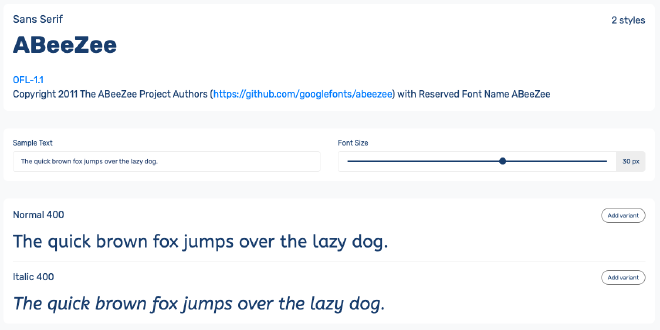 Sans Serif
2 styles
ABeeZee
OFL-1.1
Copyright 2011 The ABeeZee Project Authors (https://github.com/googlefonts/abeezee) with Reserved Font Name ABeeZee
Sample Text
Font Size
The quick brown fox jumps over the lazy dog.
30 px
Normal 400
Add variant
The quick brown fox jumps over the lazy dog.
Italic 400
Add variant
The quick brown fox jumps over the lazy dog.